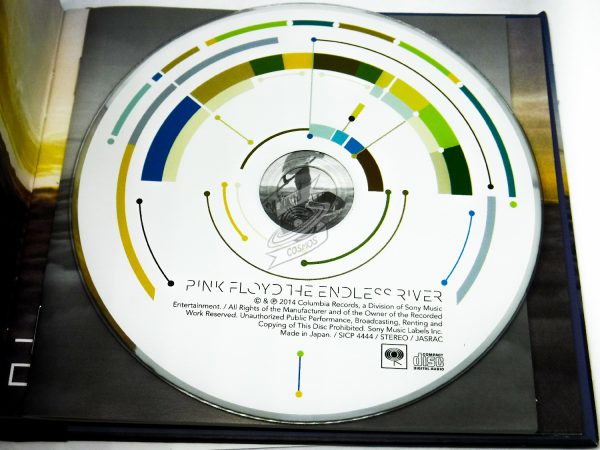 COSMOS
PINK FLOYD THE ENDLESS RIVER
© & ℗ 2014 Columbia Records, a Division of Sony Music
Entertainment. / All Rights of the Manufacturer and of the Owner of the Recorded
Work Reserved. Unauthorized Public Performance, Broadcasting, Renting and
Copying of This Disc Prohibited. Sony Music Labels Inc.
Made in Japan. / SICP 4444 / STEREO / JASRAC
COMPACT
disc
DIGITAL AUDIO